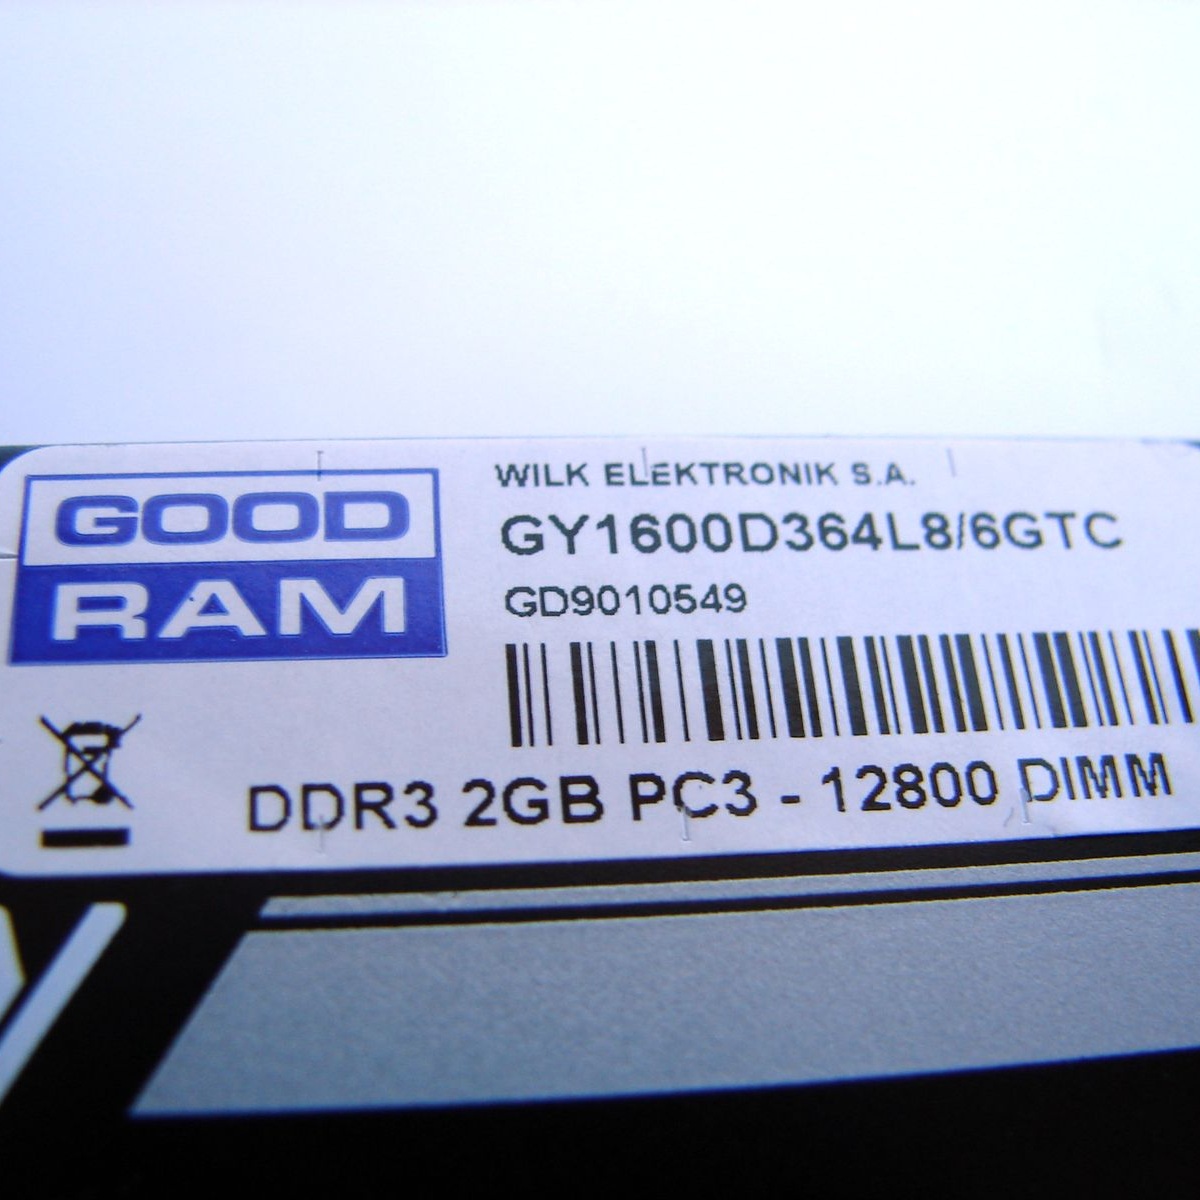 GOOD
RAM
WILK ELEKTRONIK S.A.
GY1600D364L8/6GTC
GD9010549
DDR3 2GB PC3 - 12800 DIMM